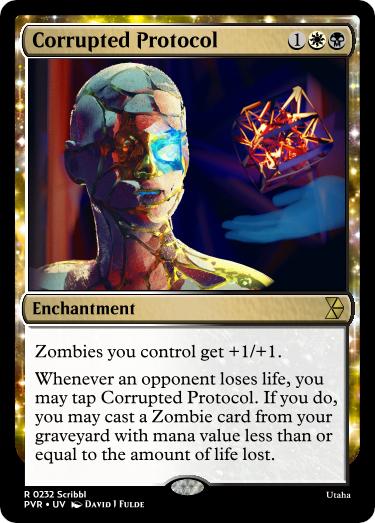 Corrupted Protocol 1
Enchantment
Zombies you control get +1/+1.
Whenever an opponent loses life, you
may tap Corrupted Protocol. If you do,
you may cast a Zombie card from your
graveyard with mana value less than or
equal to the amount of life lost.
R 0232 Scribbl
Utaha
PVR • UV David J Fulde